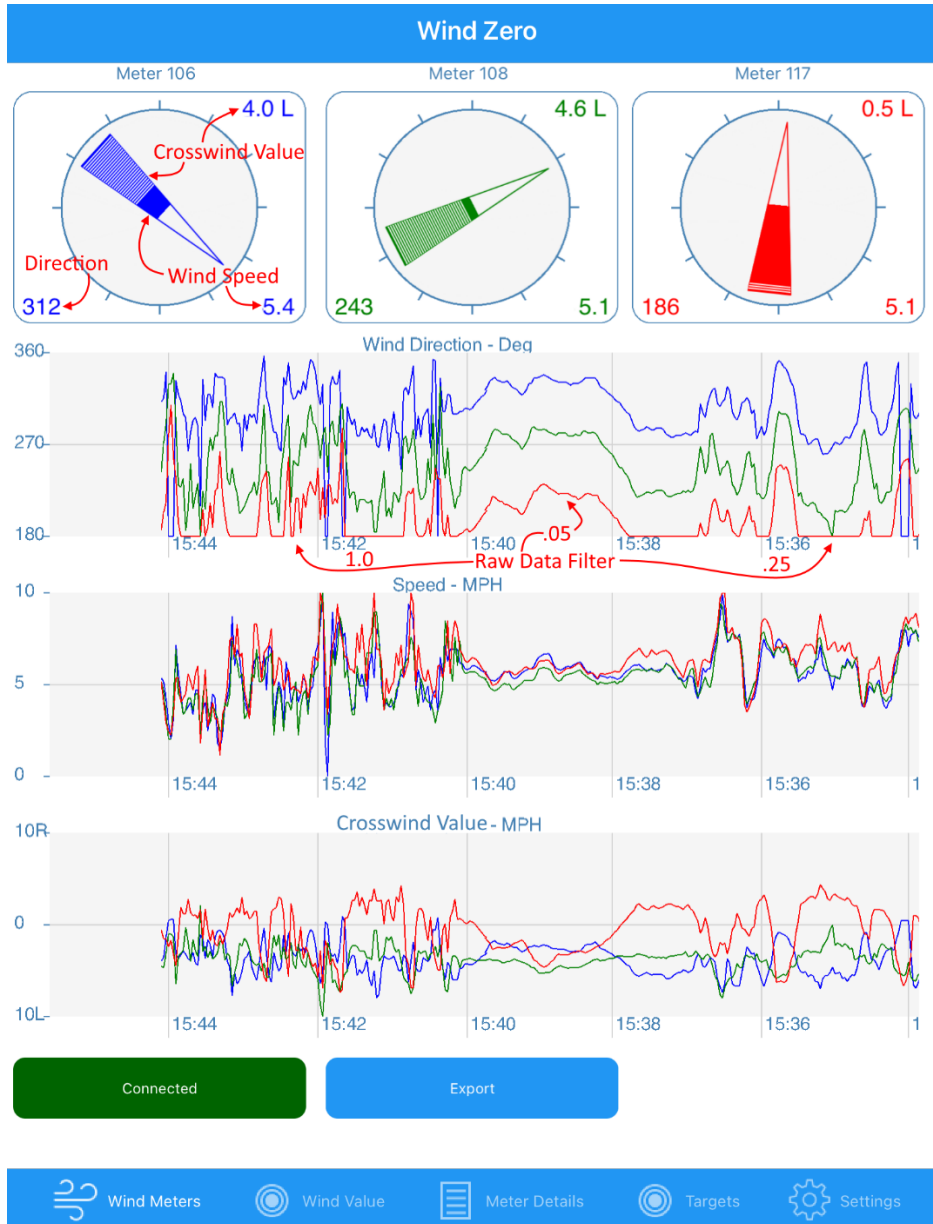 Wind Zero
Meter 106
Meter 108
Meter 117
4.0 L
Crosswind Value
Direction
Wind Speed
312
5.4
4.6 L
243
5.1
0.5 L
186
5.1
Wind Direction - Deg
360
270
180
15:44
15:42
15:40
15:38
15:36
1
1.0
.05
Raw Data Filter
.25
Speed - MPH
10
5
0
15:44
15:42
15:40
15:38
15:36
1
Crosswind Value - MPH
10R
0
10L
15:44
15:42
15:40
15:38
15:36
1
Connected
Export
Wind Meters
Wind Value
Meter Details
Targets
Settings